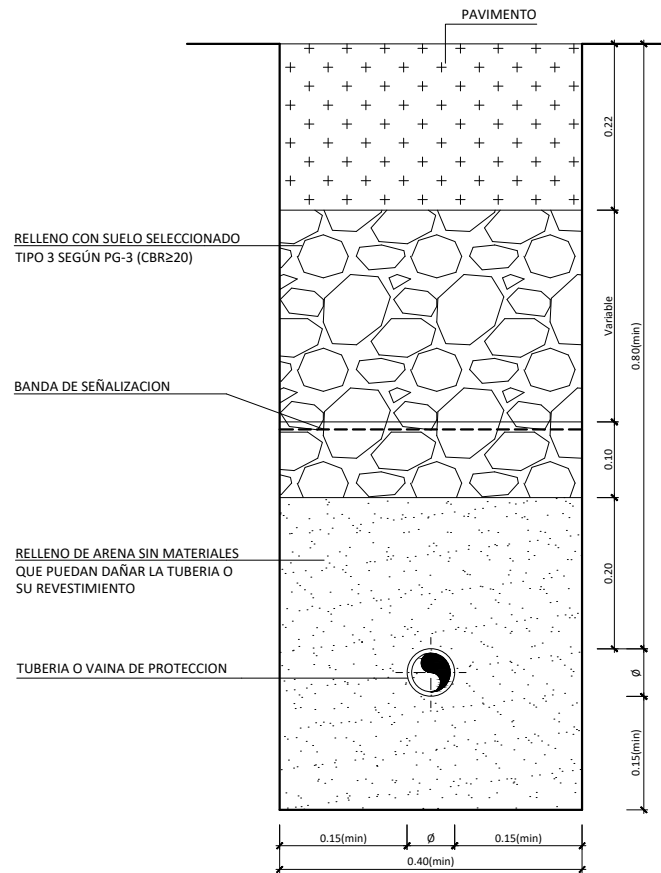 PAVIMENTO
0.22
RELLENO CON SUELO SELECCIONADO
TIPO 3 SEGÚN PG-3 (CBR≥20)
Variable
0.80(min)
BANDA DE SEÑALIZACION
0.10
RELLENO DE ARENA SIN MATERIALES
QUE PUEDAN DAÑAR LA TUBERIA O
SU REVESTIMIENTO
0.20
TUBERIA O VAINA DE PROTECCION
Ø
0.15(min)
0.15(min) Ø 0.15(min)
0.40(min)